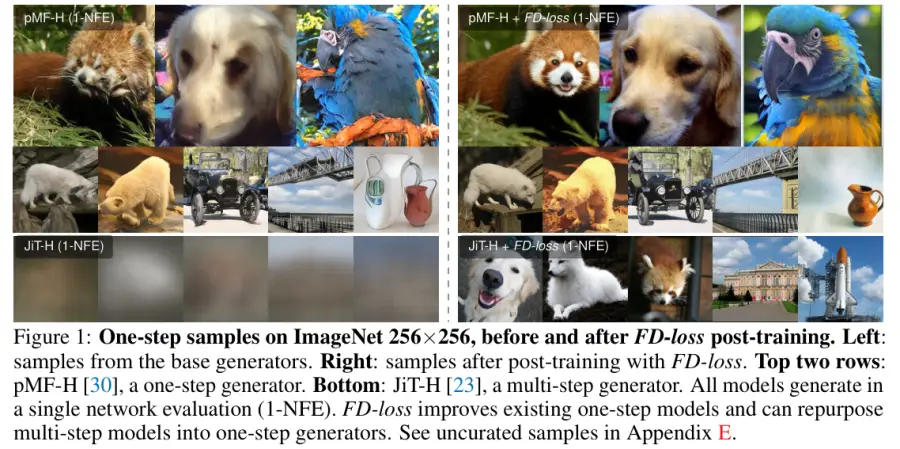 pMF-H (1-NFE)
pMF-H + FD-loss (1-NFE)
JiT-H (1-NFE)
JiT-H + FD-loss (1-NFE)
Figure 1: One-step samples on ImageNet 256×256, before and after FD-loss post-training. Left:
samples from the base generators. Right: samples after post-training with FD-loss. Top two rows:
pMF-H [30], a one-step generator. Bottom: JiT-H [23], a multi-step generator. All models generate in
a single network evaluation (1-NFE). FD-loss improves existing one-step models and can repurpose
multi-step models into one-step generators. See uncurated samples in Appendix E.